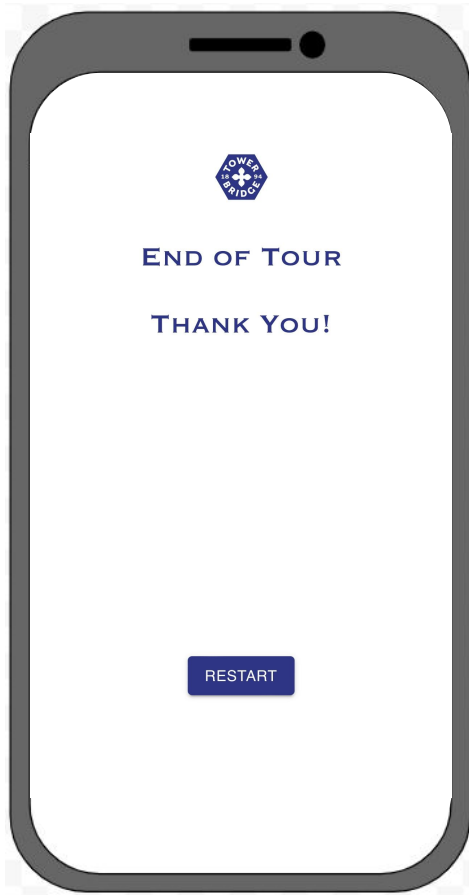 TOWER
18 94
BRIDGE
End of Tour
Thank You!
RESTART